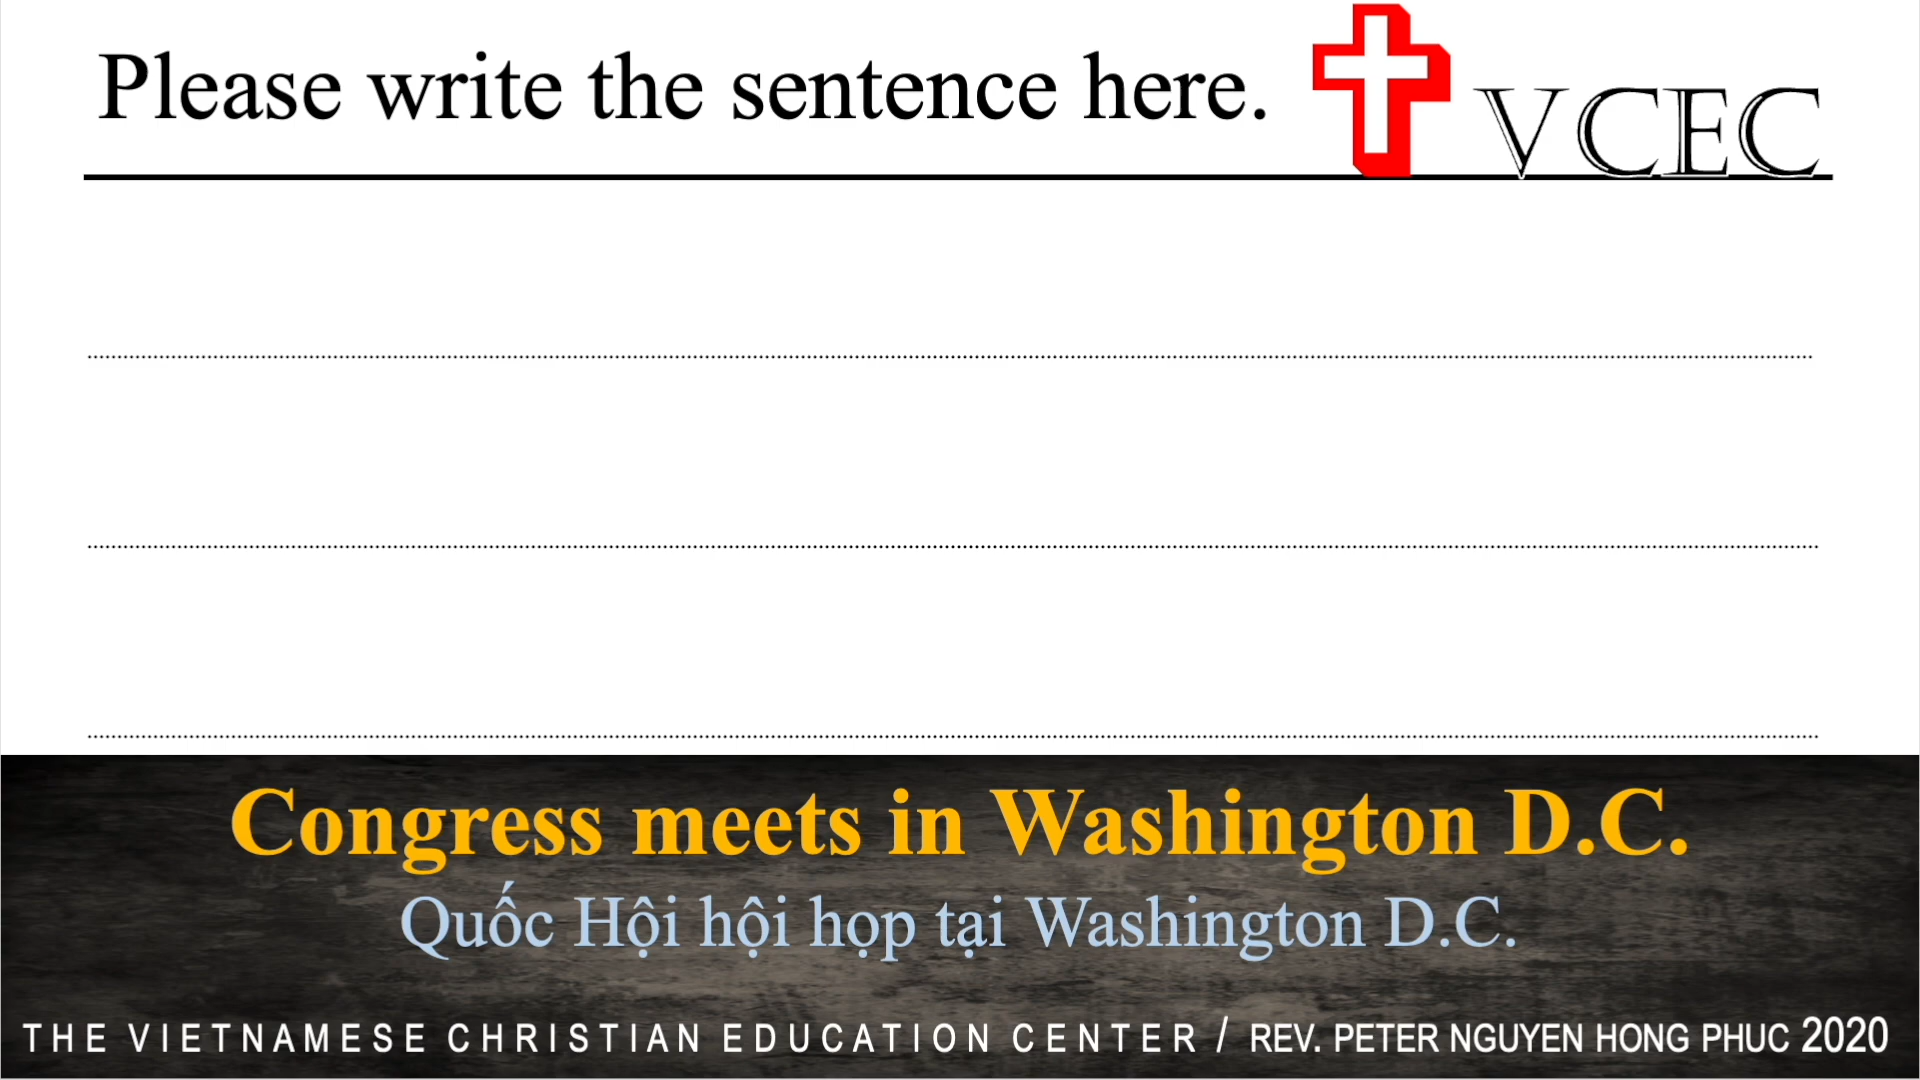 Please write the sentence here.
VCEC
Congress meets in Washington D.C.
Quốc Hội hội họp tại Washington D.C.
THE VIETNAMESE CHRISTIAN EDUCATION CENTER / REV. PETER NGUYEN HONG PHUC 2020